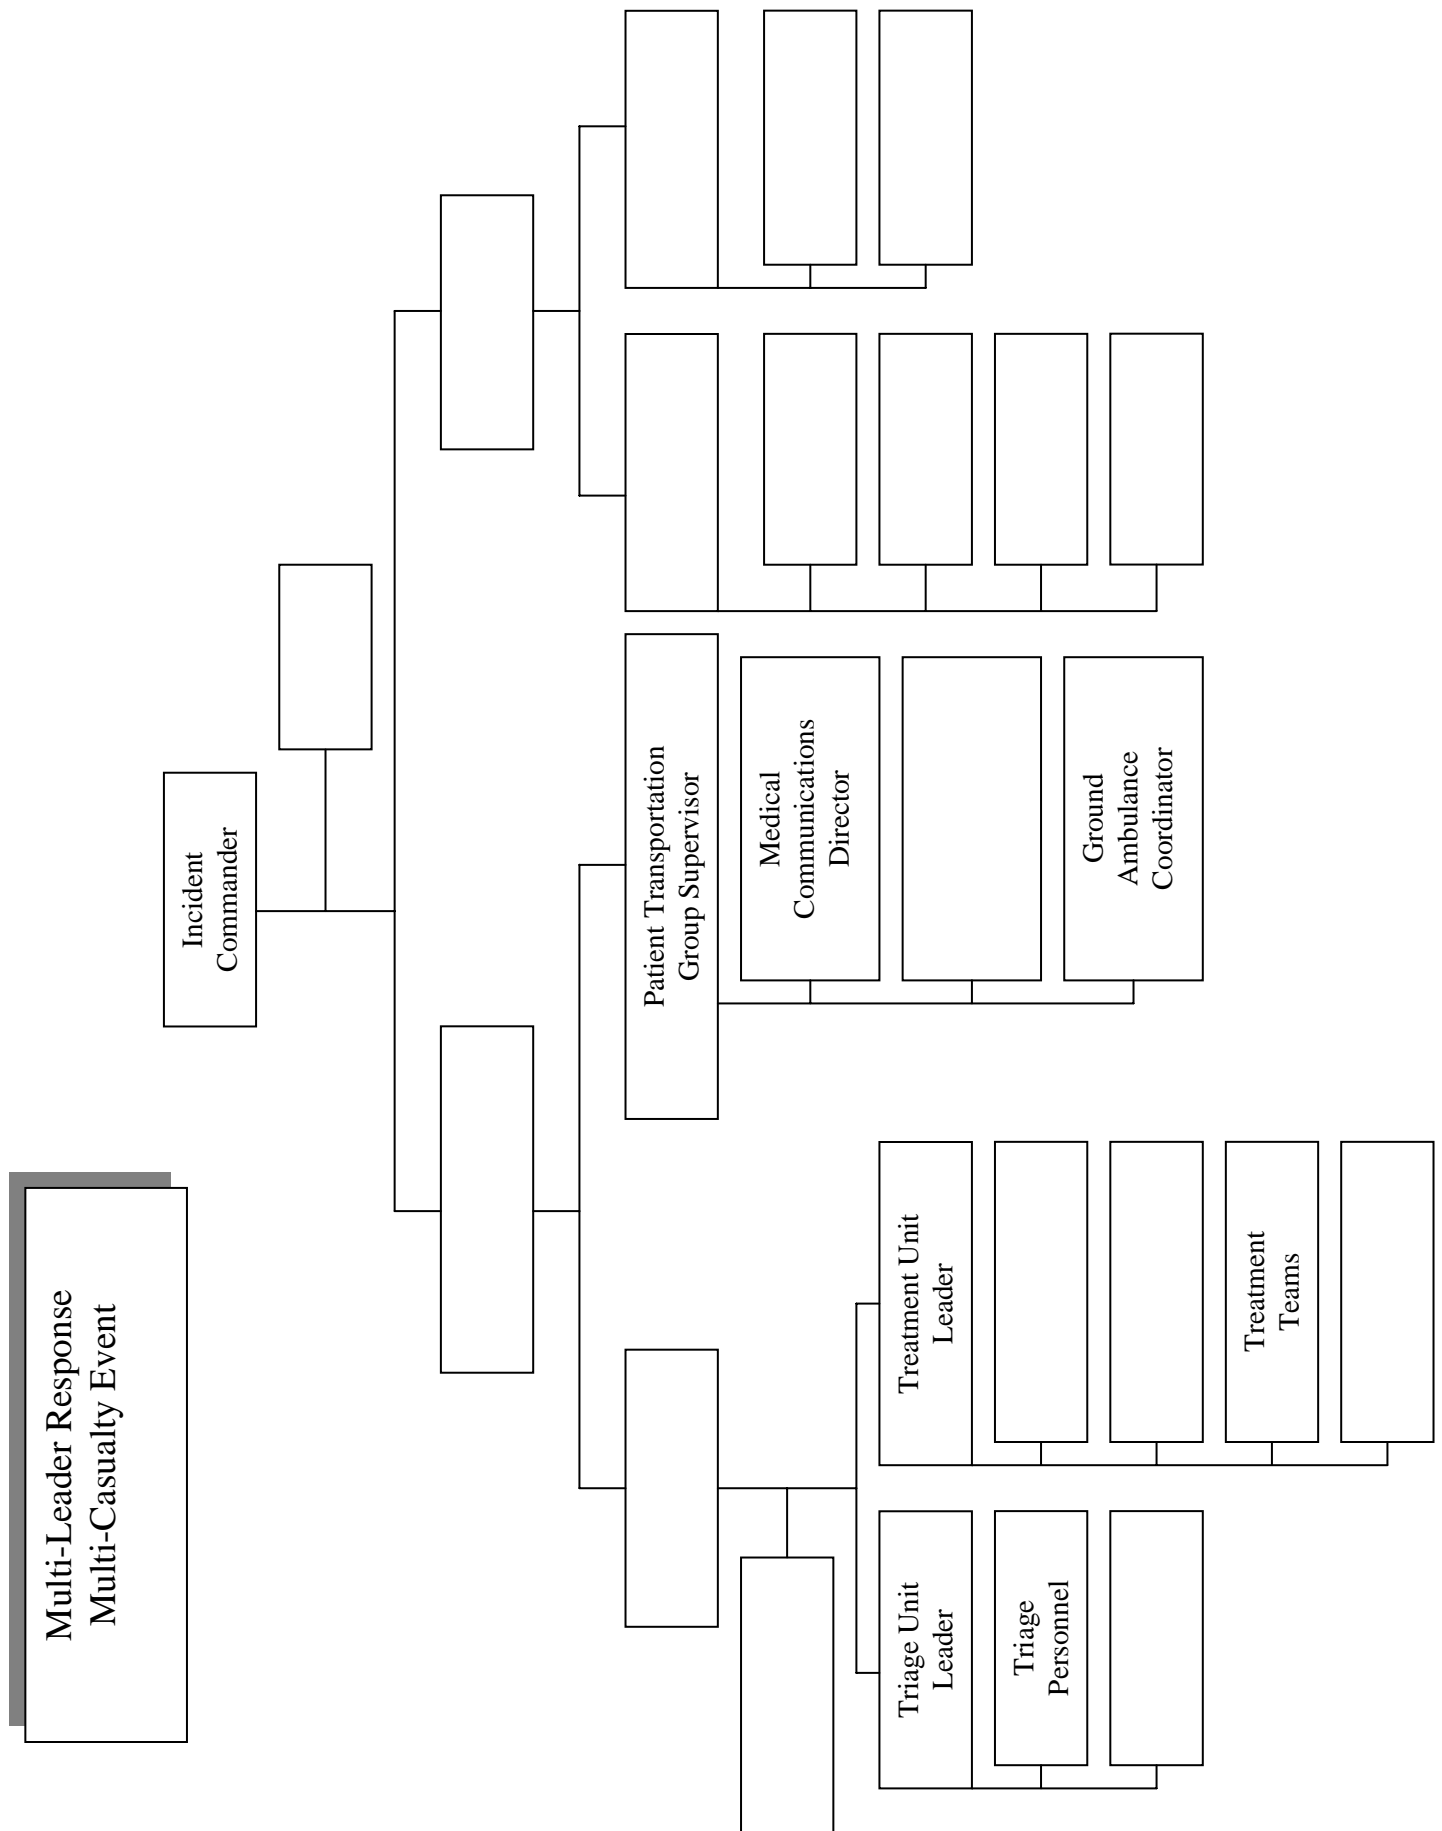 Multi-Leader Response
Multi-Casualty Event
Incident
Commander
Patient Transportation
Group Supervisor
Medical
Communications
Director
Ground
Ambulance
Coordinator
Treatment Unit
Leader
Treatment
Teams
Triage Unit
Leader
Triage
Personnel